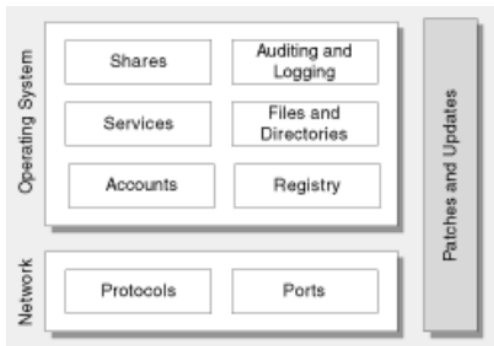 Operating System
Shares
Auditing and
Logging
Services
Files and
Directories
Accounts
Registry
Network
Protocols
Ports
Patches and Updates